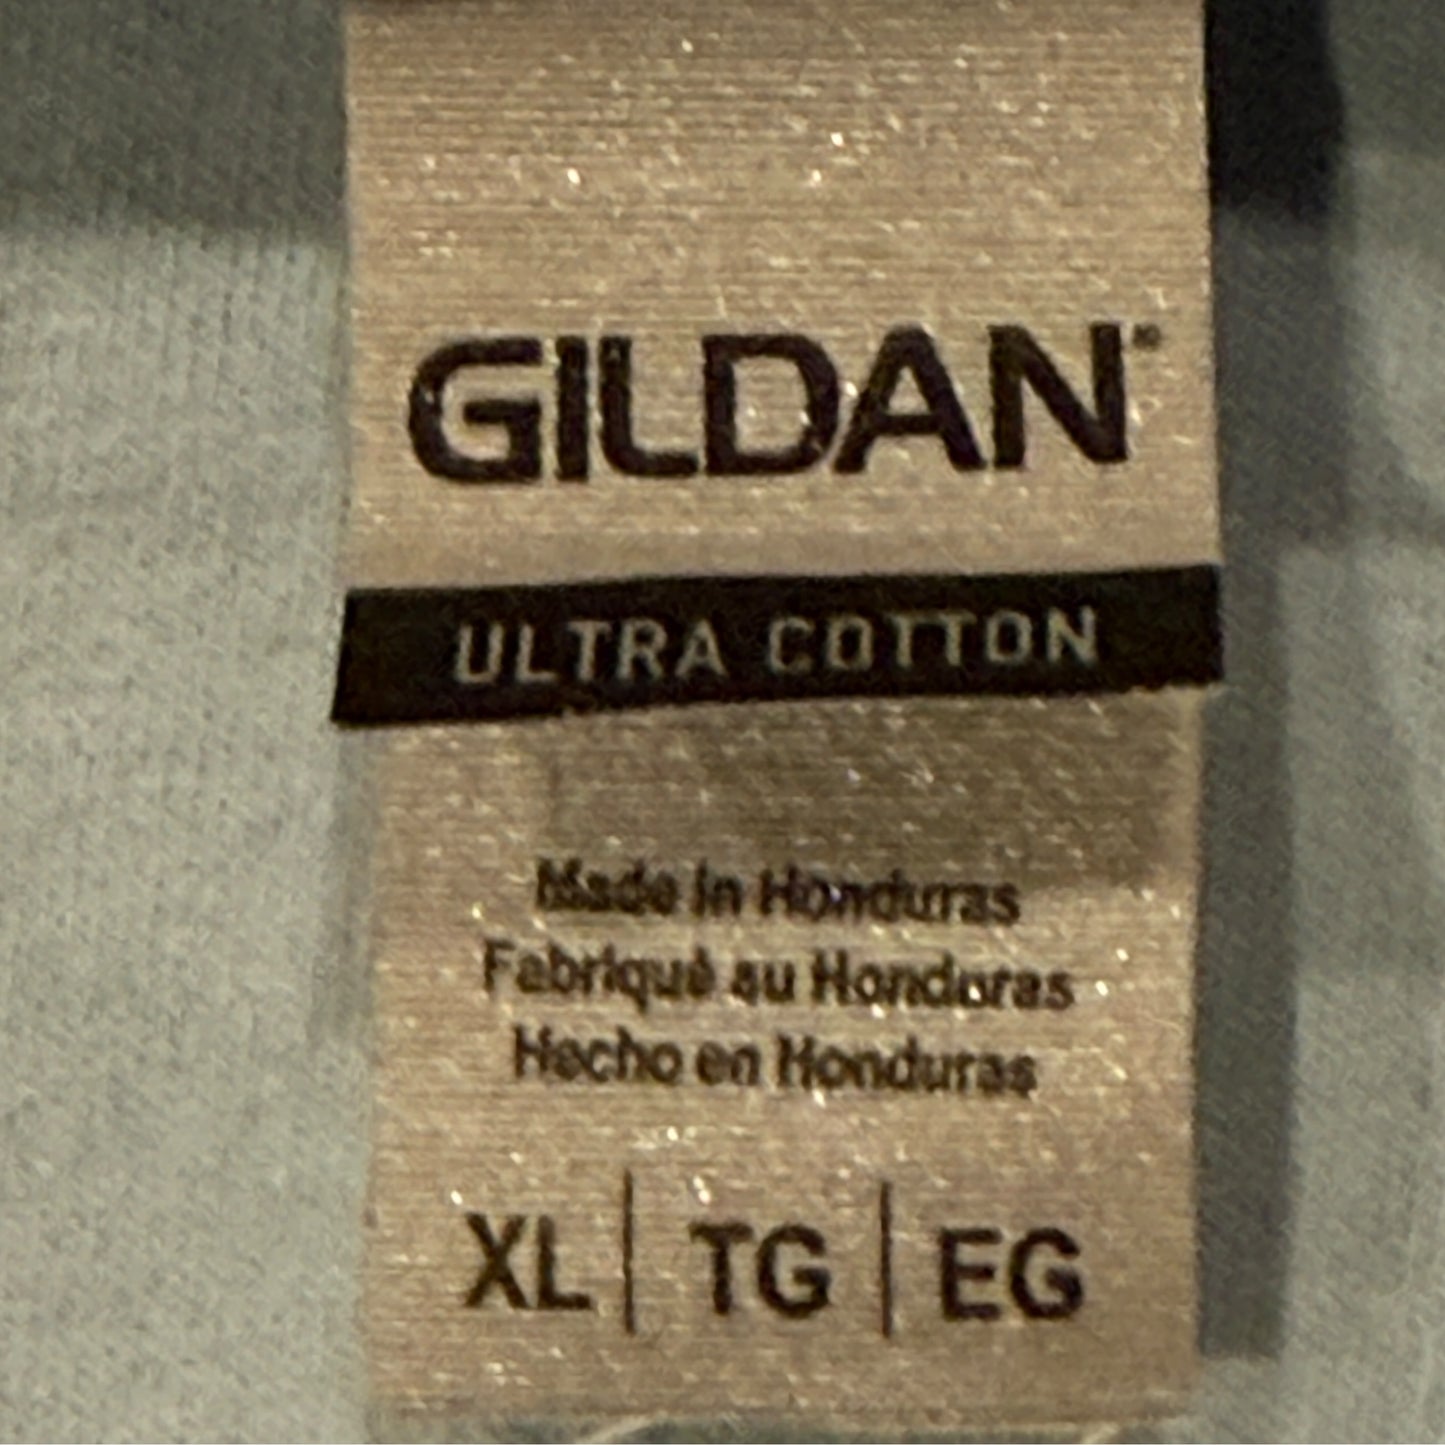 GILDAN
ULTRA COTTON
Made in Honduras
Fabriqué au Honduras
Hecho en Honduras
XL | TG | EG